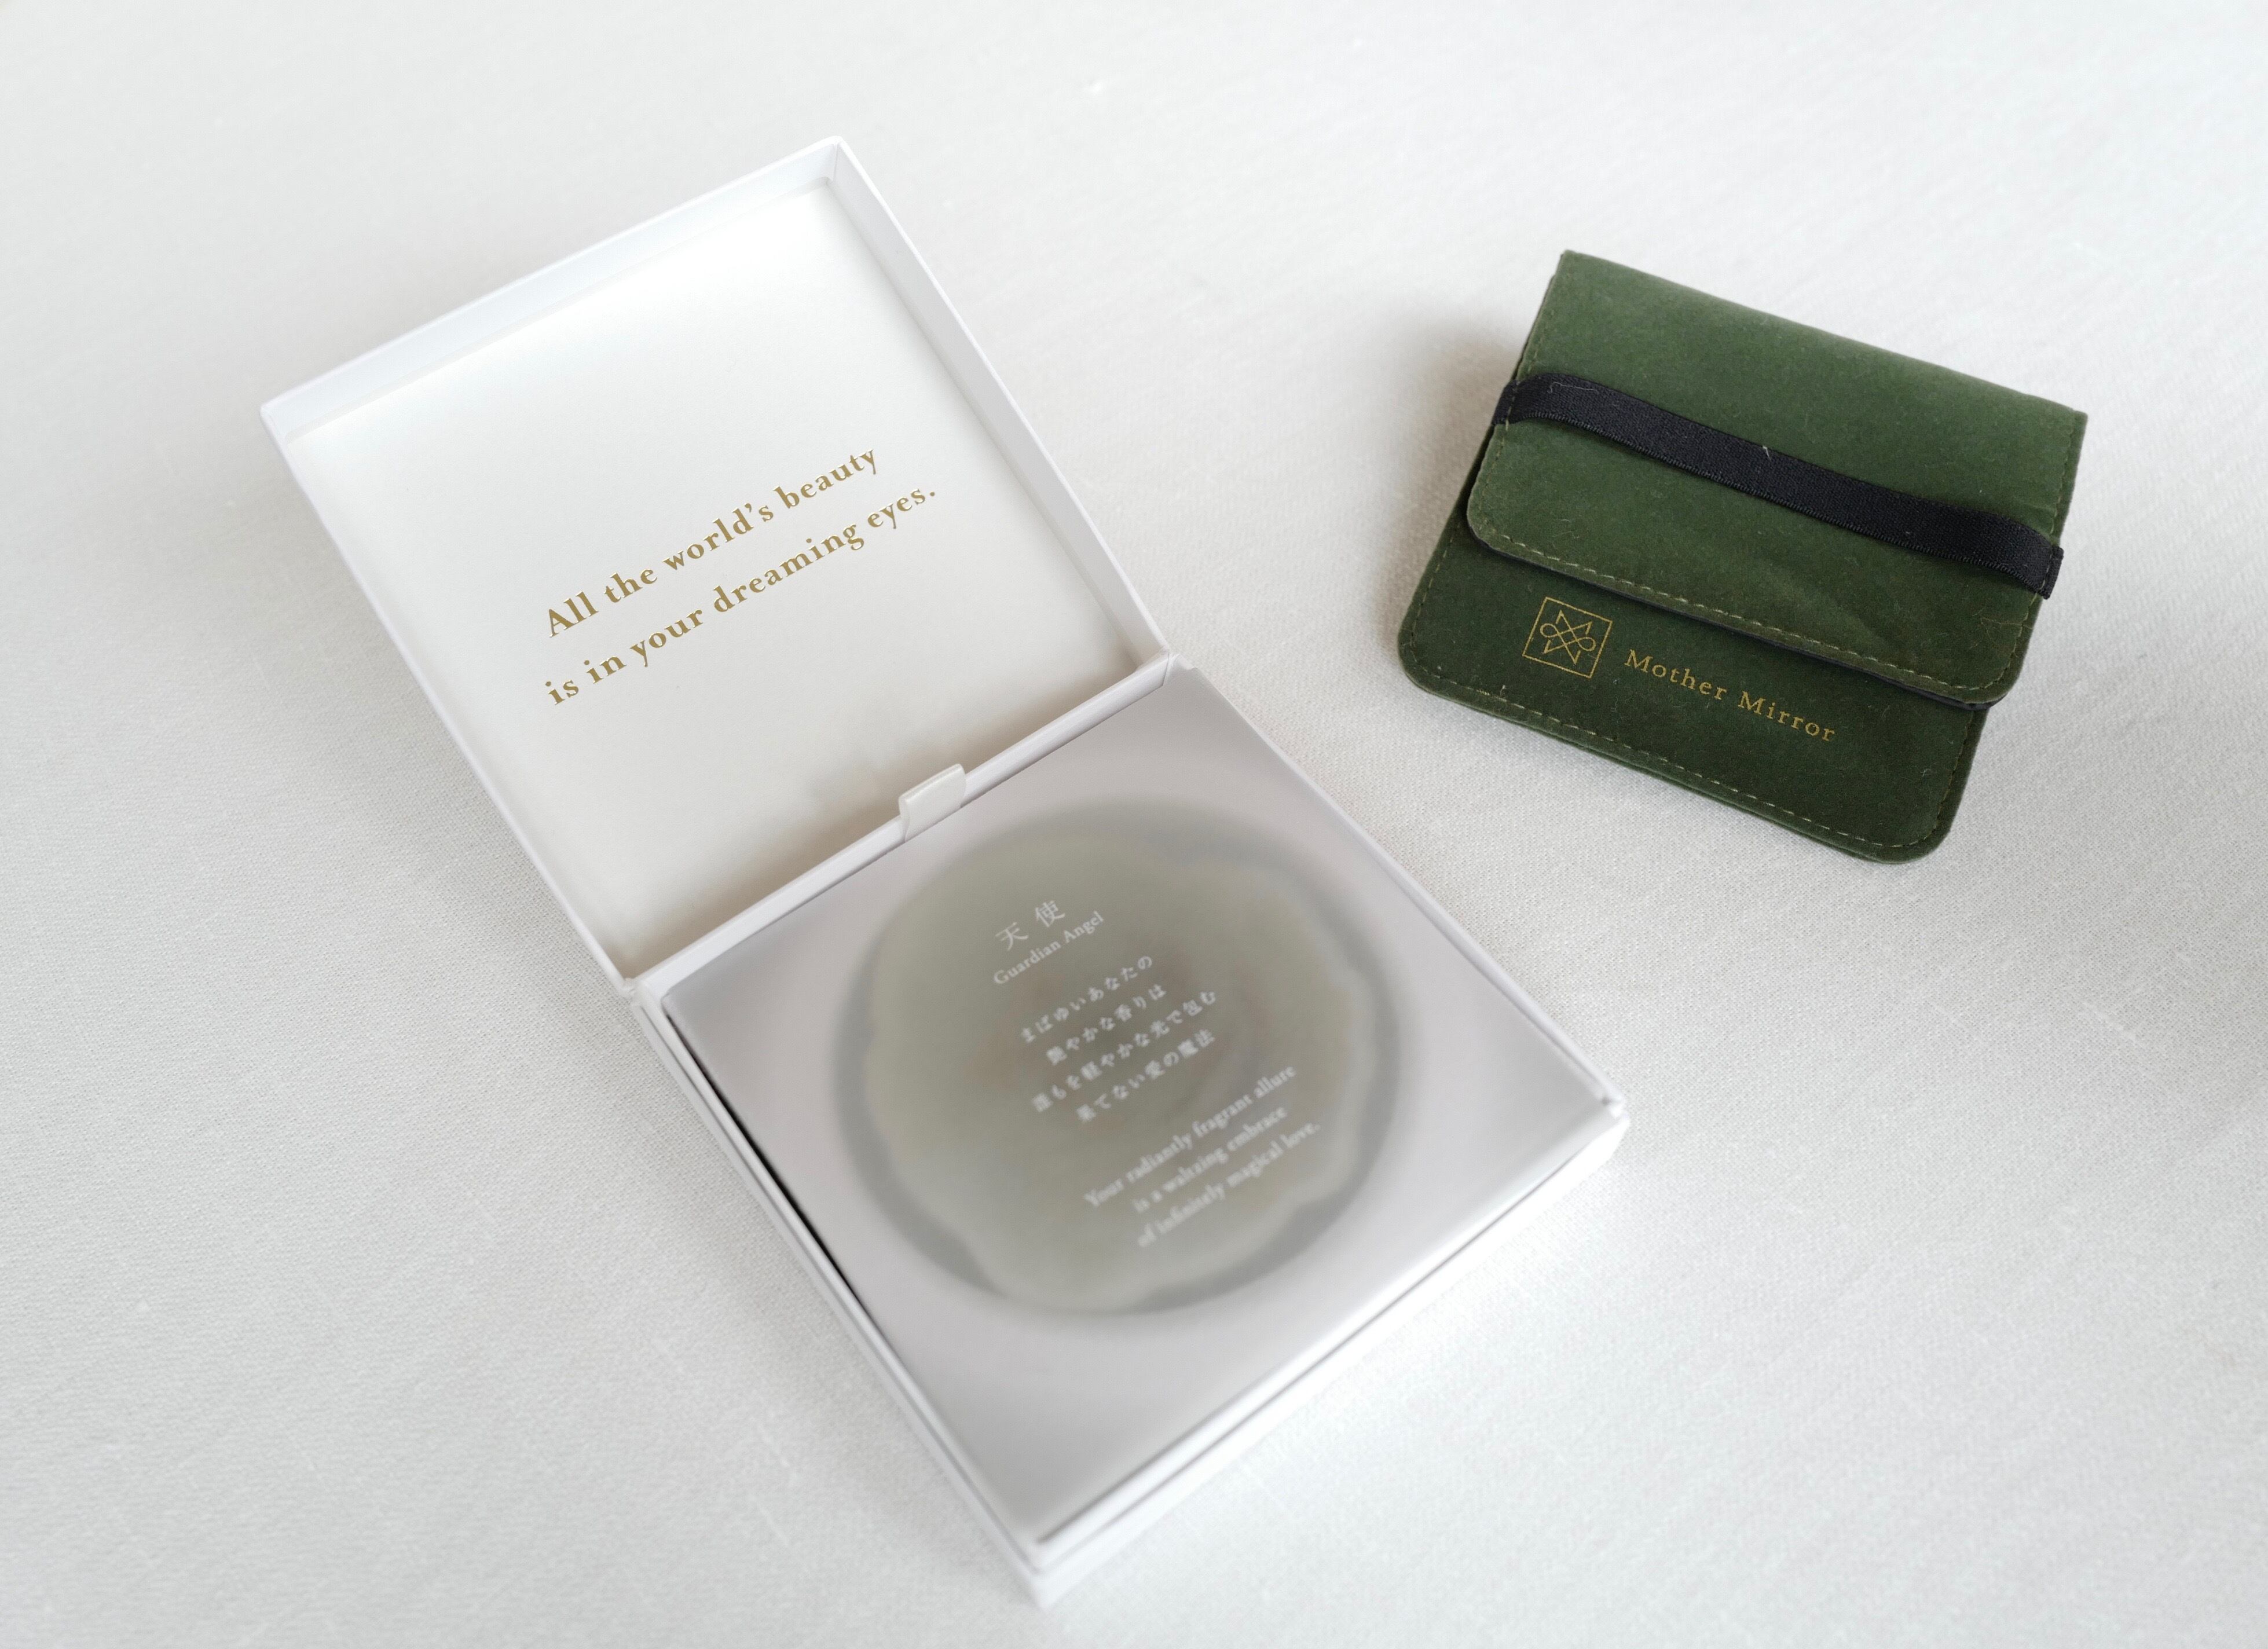 All the world's beauty
is in your dreaming eyes.
天使
Guardian Angel
まばゆいあなたの
艶やかな香りは
誰もを軽やかな光で包む
果てない愛の魔法
Your radiantly fragrant allure
is a waltzing embrace
of infinitely magical love.
Mother Mirror